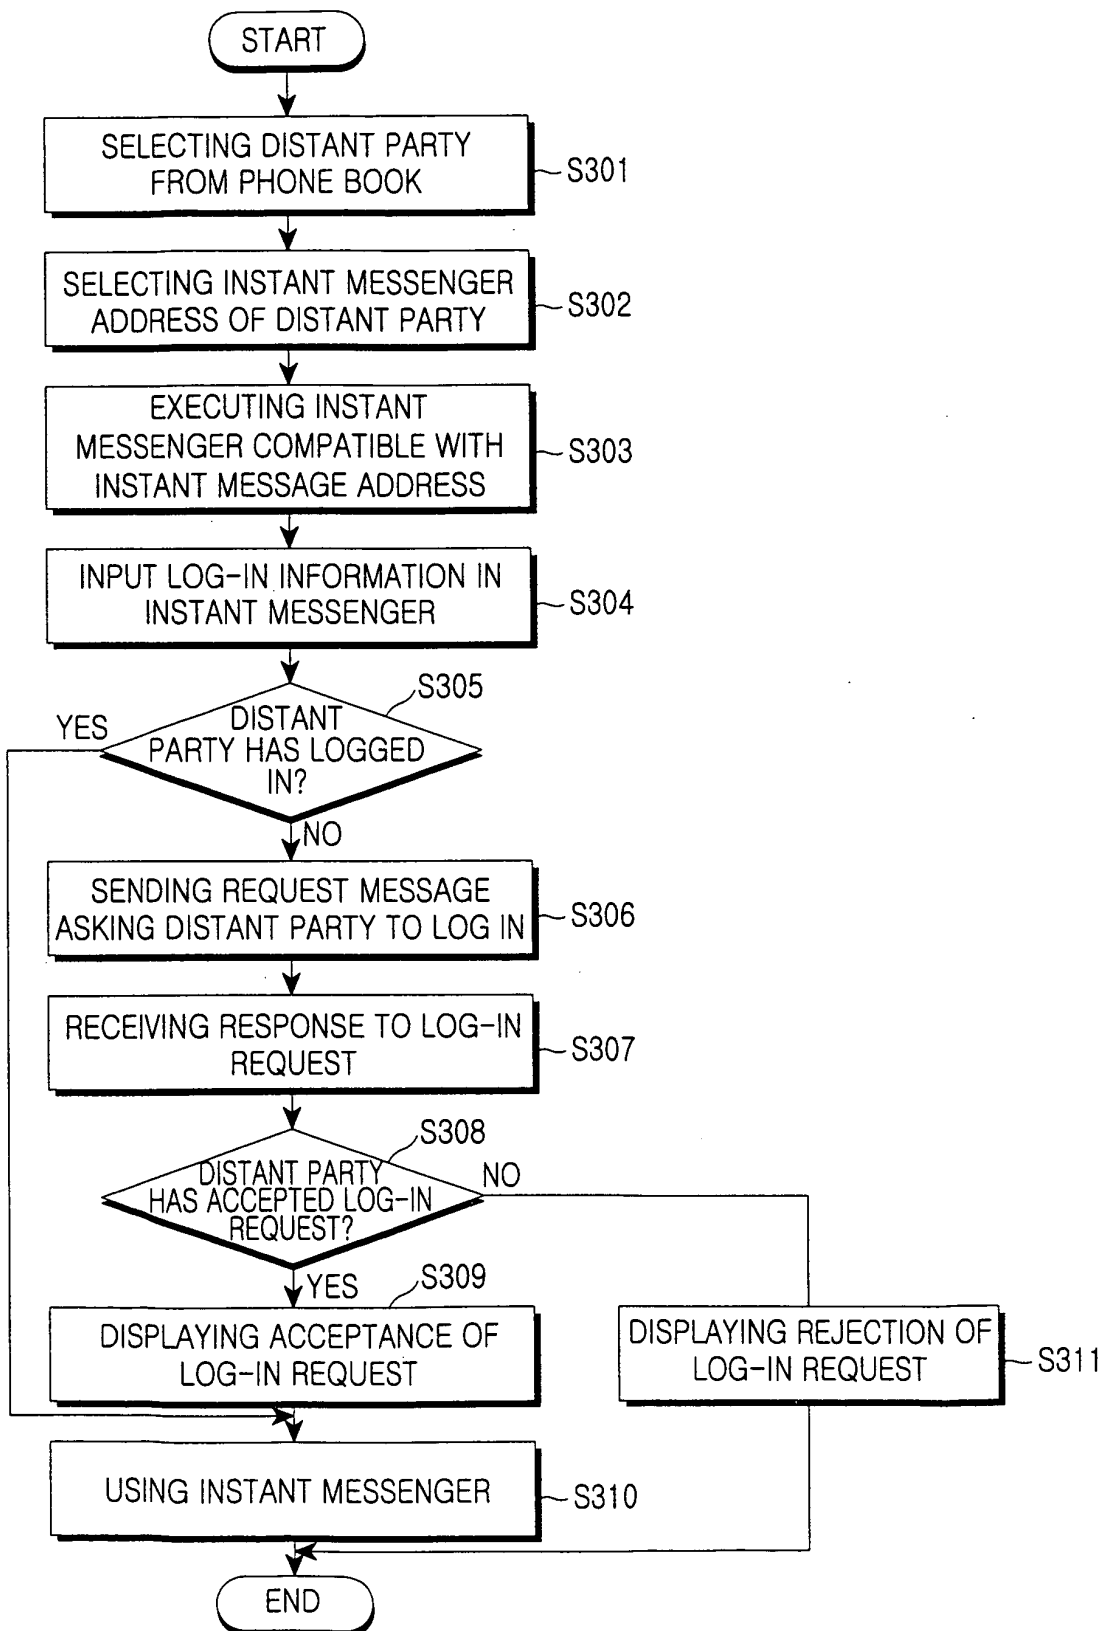 START
SELECTING DISTANT PARTY
FROM PHONE BOOK
S301
SELECTING INSTANT MESSENGER
ADDRESS OF DISTANT PARTY
S302
EXECUTING INSTANT
MESSENGER COMPATIBLE WITH
INSTANT MESSAGE ADDRESS
S303
INPUT LOG-IN INFORMATION IN
INSTANT MESSENGER
S304
S305
YES
DISTANT
PARTY HAS LOGGED
IN?
NO
SENDING REQUEST MESSAGE
ASKING DISTANT PARTY TO LOG IN
S306
RECEIVING RESPONSE TO LOG-IN
REQUEST
S307
S308
DISTANT PARTY
HAS ACCEPTED LOG-IN
REQUEST?
NO
YES
S309
DISPLAYING ACCEPTANCE OF
LOG-IN REQUEST
DISPLAYING REJECTION OF
LOG-IN REQUEST
S311
USING INSTANT MESSENGER
S310
END